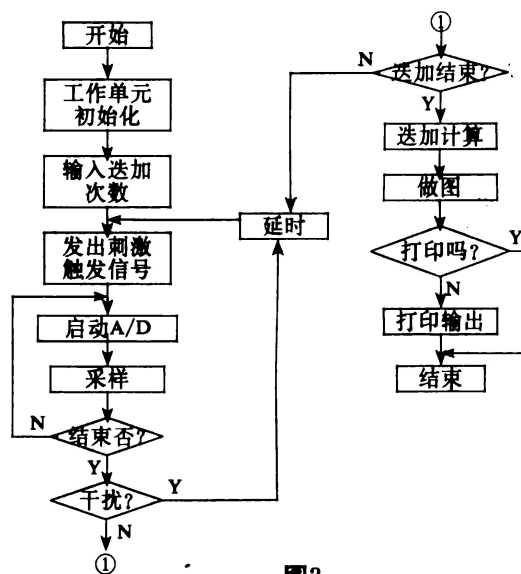 开始
工作单元
初始化
输入迭加
次数
发出刺激
触发信号
启动A/D
采样
N
结束否?
Y
干扰?
Y
N
①
延时
①
N
迭加结束?
Y
迭加计算
做图
打印吗?
Y
N
打印输出
结束